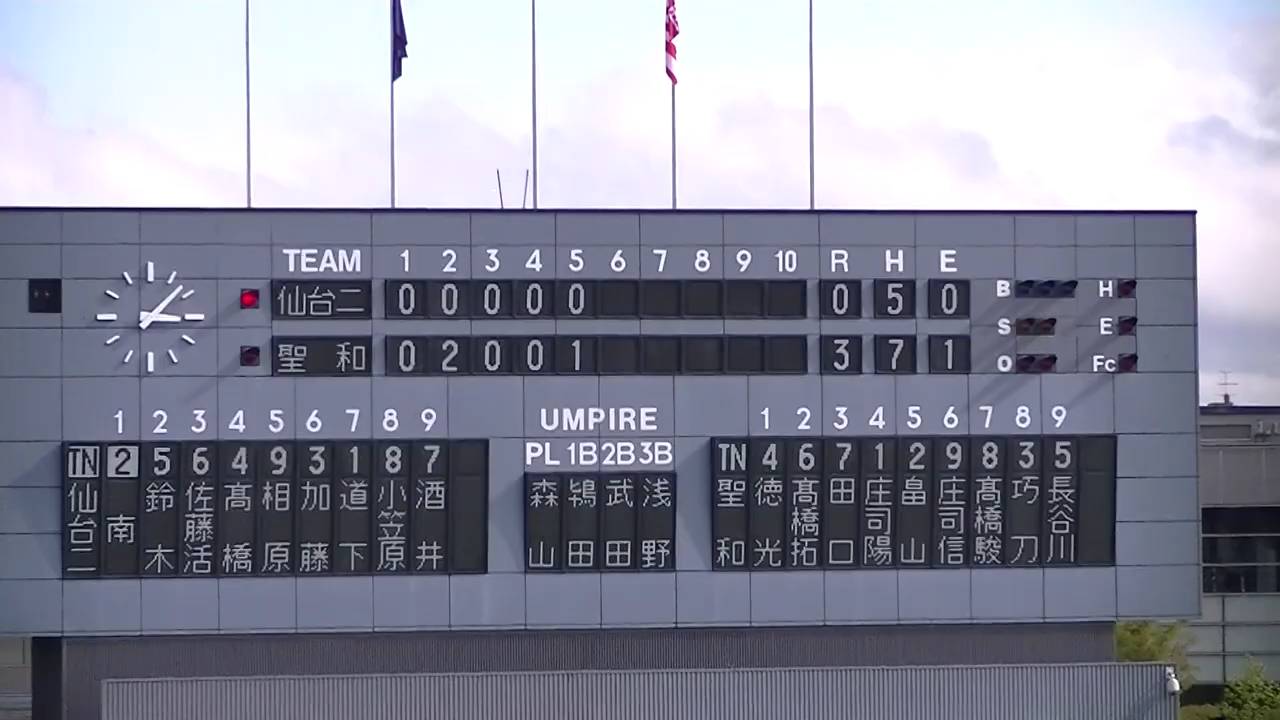 TEAM 1 2 3 4 5 6 7 8 9 10 R H E
仙台二 0 0 0 0 0 0 5 0 B H
S E
聖和 0 2 0 0 1 3 7 1 O Fc
1 2 3 4 5 6 7 8 9 UMPIRE 1 2 3 4 5 6 7 8 9
TN 2 5 6 4 9 3 1 8 7 PL 1B 2B 3B TN 4 6 7 1 2 9 8 3 5
仙台二 南 鈴木 佐藤活 髙橋 相原 加藤 道下 小笠原 酒井 森山 鴇田 武田 浅野 聖和 徳光 髙橋拓 田口 庄司陽 畠山 庄司信 髙橋駿 巧刀 長谷川